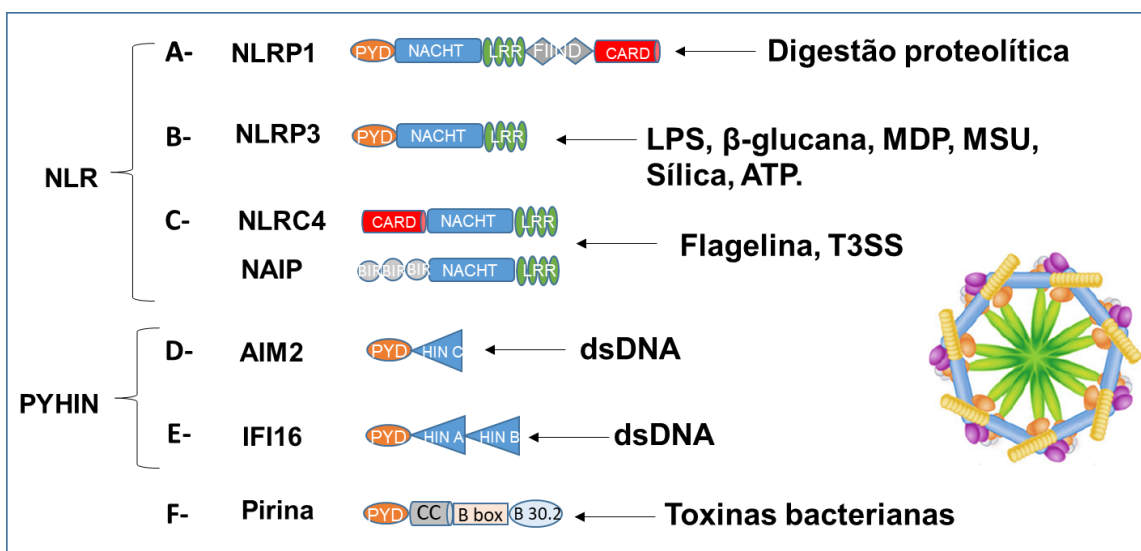 A- NLRP1 PYD NACHT LRR FIIND CARD Digestão proteolítica
B- NLRP3 PYD NACHT LRR LPS, β-glucana, MDP, MSU,
Sílica, ATP.
NLR
C- NLRC4 CARD NACHT LRR
Flagelina, T3SS
NAIP BIR BIR BIR NACHT LRR
D- AIM2 PYD HIN C dsDNA
PYHIN
E- IFI16 PYD HIN A HIN B dsDNA
F- Pirina PYD CC B box B 30.2 Toxinas bacterianas